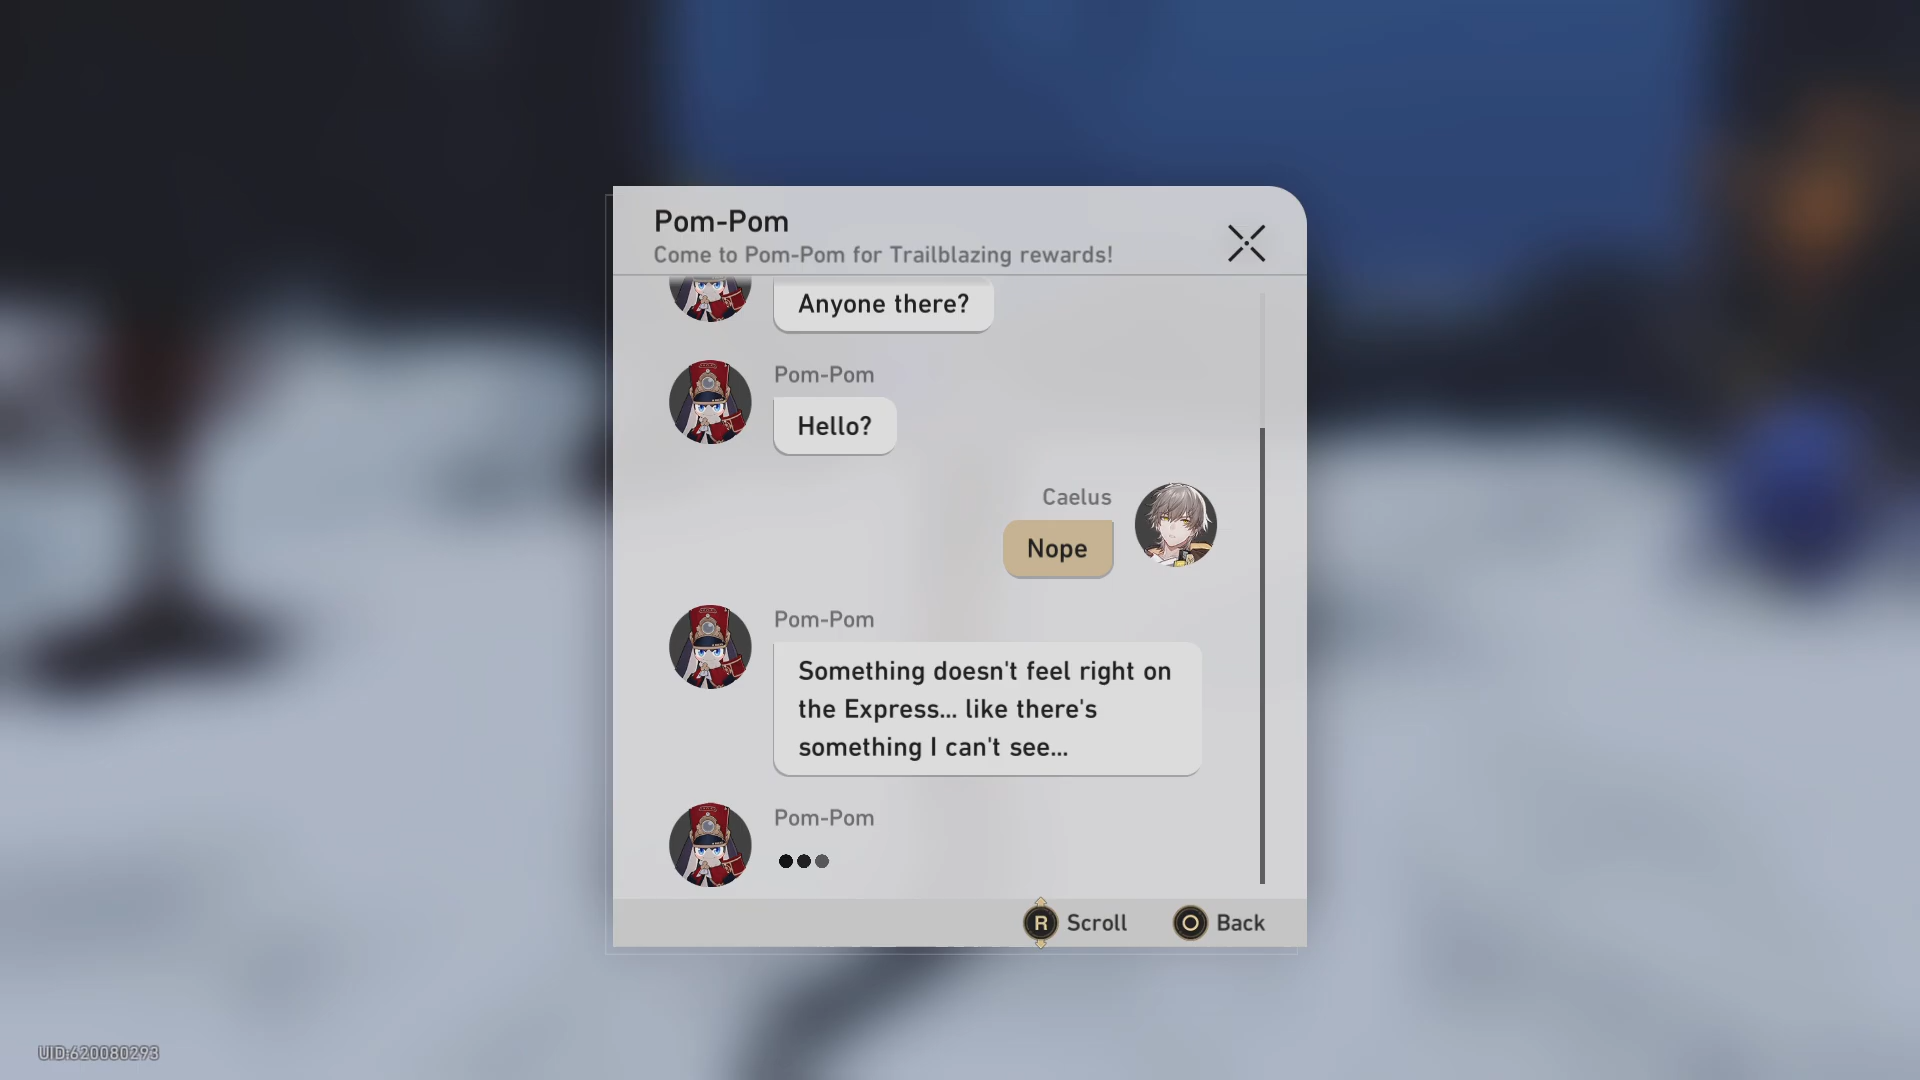 Pom-Pom
Come to Pom-Pom for Trailblazing rewards!
Anyone there?
Pom-Pom
Hello?
Caelus
Nope
Pom-Pom
Something doesn't feel right on
the Express... like there's
something I can't see...
Pom-Pom
R Scroll
Back
UID:620080293